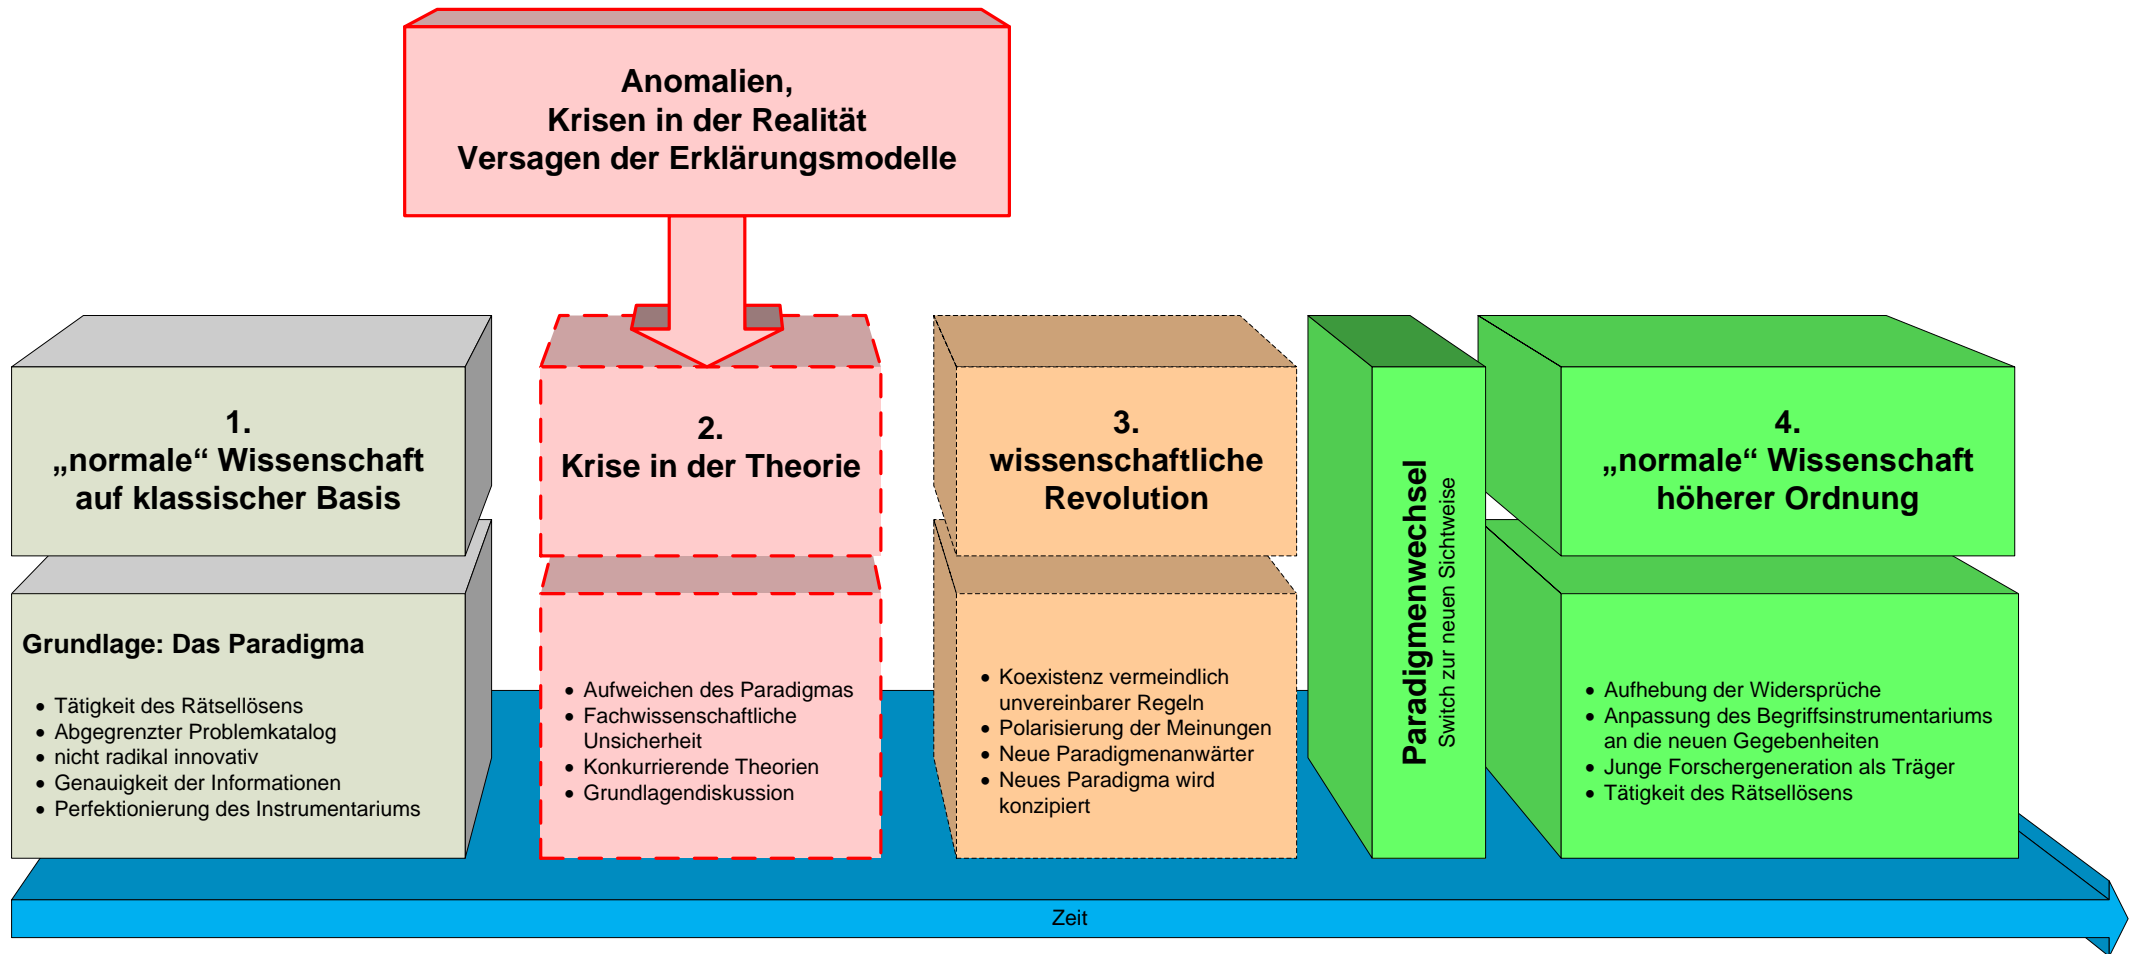 Anomalien,
Krisen in der Realität
Versagen der Erklärungsmodelle
1.
„normale“ Wissenschaft
auf klassischer Basis
Grundlage: Das Paradigma
• Tätigkeit des Rätsellösens
• Abgegrenzter Problemkatalog
• nicht radikal innovativ
• Genauigkeit der Informationen
• Perfektionierung des Instrumentariums
2.
Krise in der Theorie
• Aufweichen des Paradigmas
• Fachwissenschaftliche
Unsicherheit
• Konkurrierende Theorien
• Grundlagendiskussion
3.
wissenschaftliche
Revolution
• Koexistenz vermeindlich
unvereinbarer Regeln
• Polarisierung der Meinungen
• Neue Paradigmenanwärter
• Neues Paradigma wird
konzipiert
Paradigmenwechsel
Switch zur neuen Sichtweise
4.
„normale“ Wissenschaft
höherer Ordnung
• Aufhebung der Widersprüche
• Anpassung des Begriffsinstrumentariums
an die neuen Gegebenheiten
• Junge Forschergeneration als Träger
• Tätigkeit des Rätsellösens
Zeit